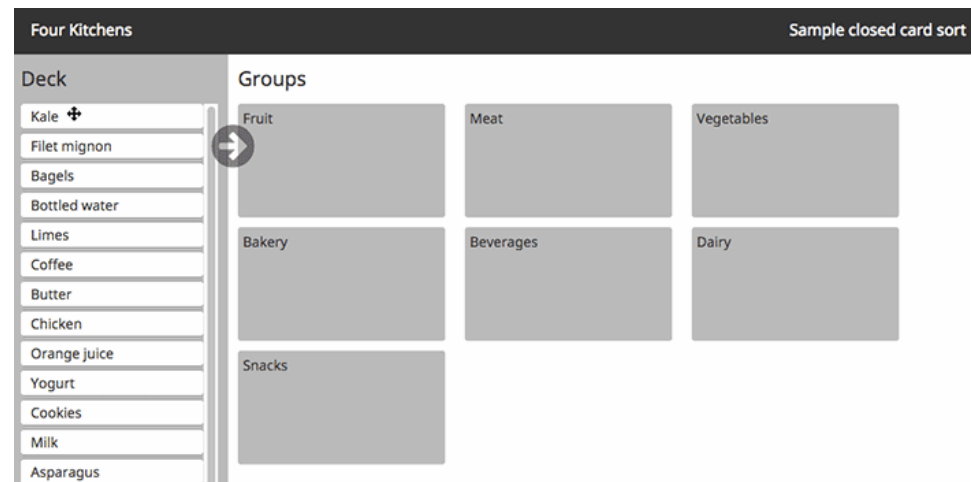 Four Kitchens
Sample closed card sort
Deck
Groups
Kale
Filet mignon
Bagels
Bottled water
Limes
Coffee
Butter
Chicken
Orange juice
Yogurt
Cookies
Milk
Asparagus
Fruit
Meat
Vegetables
Bakery
Beverages
Dairy
Snacks